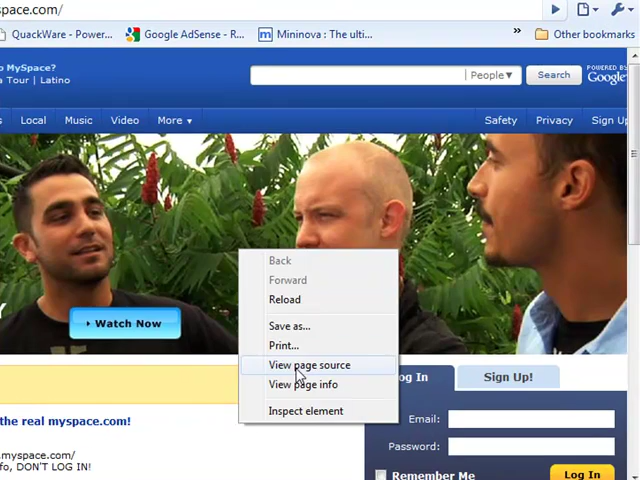 space.com/
QuackWare - Power...
Google AdSense - R...
m Mininova : The ulti...
»
Other bookmarks
o MySpace?
a Tour | Latino
People▼
Search
POWERED BY
Google
s
Local
Music
Video
More ▼
Safety
Privacy
Sign Up
Back
Forward
Reload
Save as...
Print...
View page source
View page info
Inspect element
Watch Now
og In
Sign Up!
the real myspace.com!
Email:
.myspace.com/
Password:
fo, DON'T LOG IN!
Remember Me
Log In